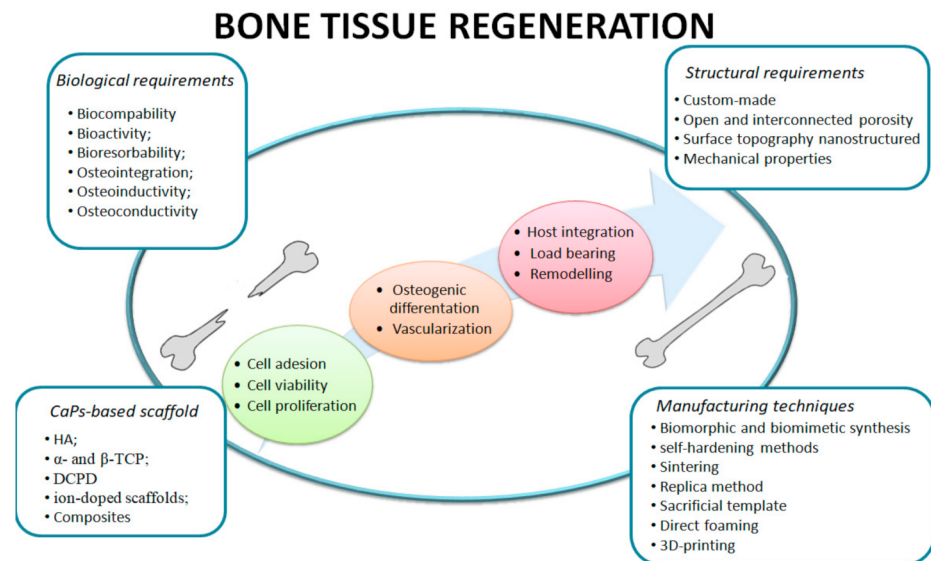 BONE TISSUE REGENERATION
Biological requirements
• Biocompability
• Bioactivity;
• Bioresorbability;
• Osteointegration;
• Osteoinductivity;
• Osteoconductivity
Structural requirements
• Custom-made
• Open and interconnected porosity
• Surface topography nanostructured
• Mechanical properties
• Host integration
• Load bearing
• Remodelling
• Osteogenic
differentation
• Vascularization
• Cell adesion
• Cell viability
• Cell proliferation
CaPs-based scaffold
• HA;
• α- and β-TCP;
• DCPD
• ion-doped scaffolds;
• Composites
Manufacturing techniques
• Biomorphic and biomimetic synthesis
• self-hardening methods
• Sintering
• Replica method
• Sacrificial template
• Direct foaming
• 3D-printing